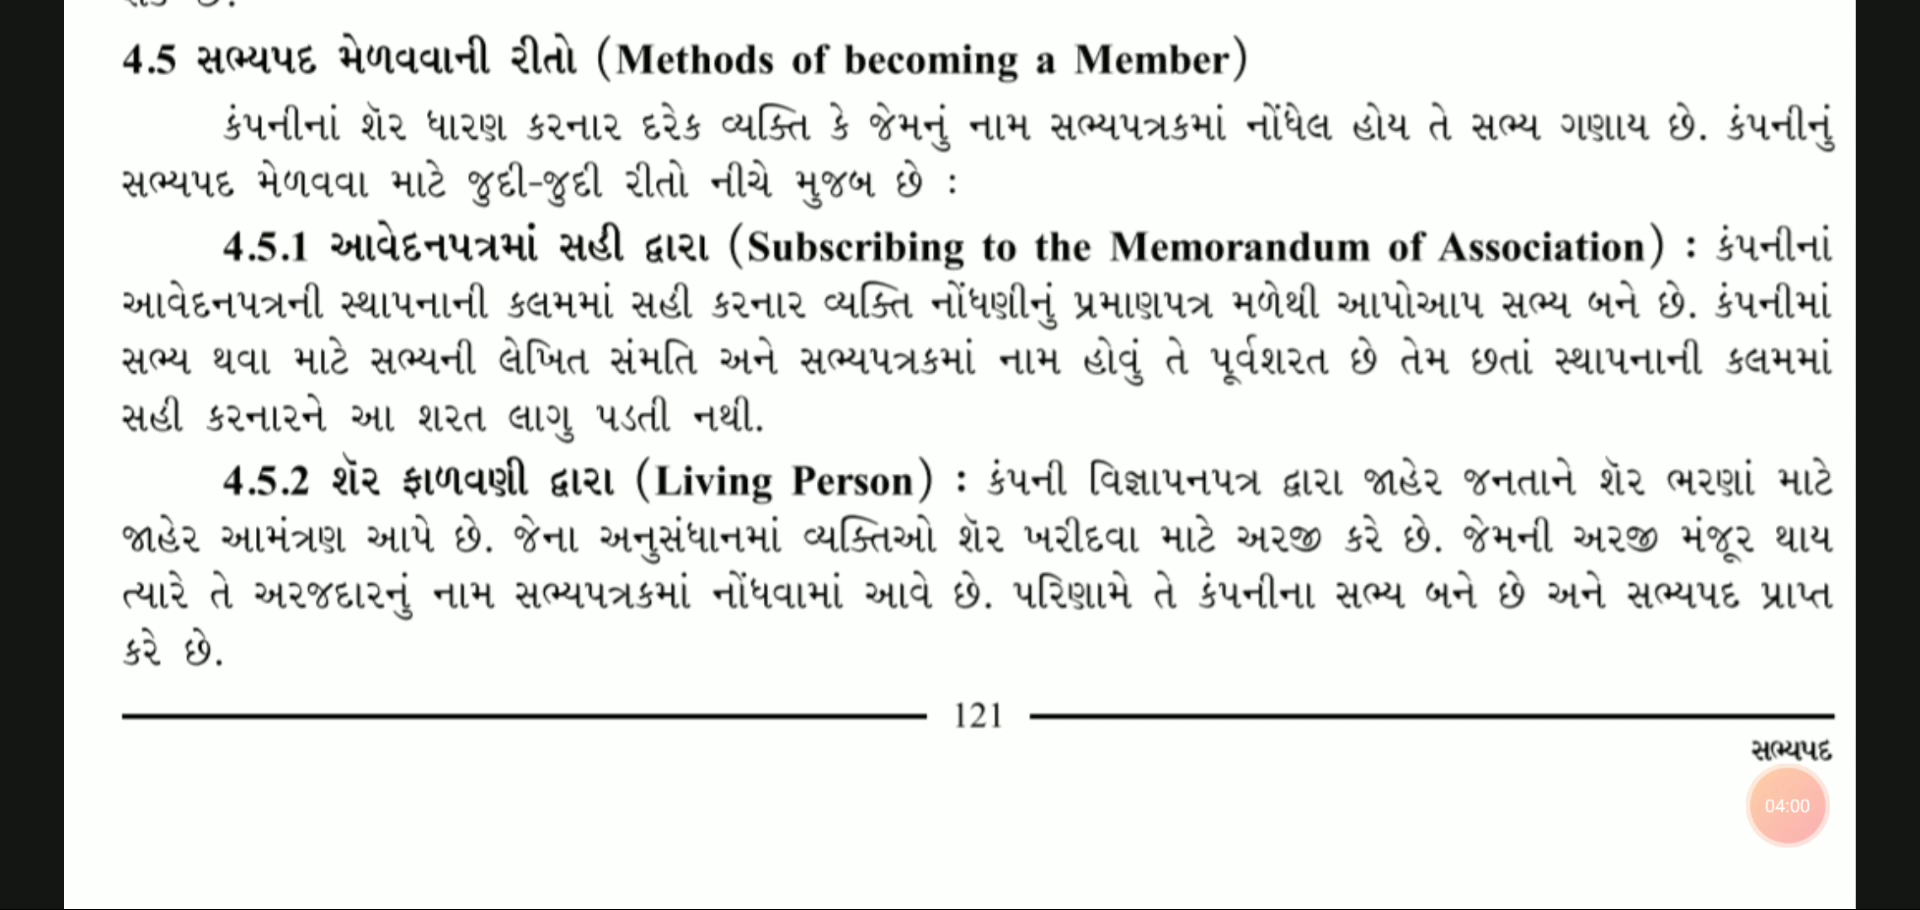 4.5 સભ્યપદ મેળવવાની રીતો (Methods of becoming a Member)
કંપનીનાં શૅર ધારણ કરનાર દરેક વ્યક્તિ કે જેમનું નામ સભ્યપત્રકમાં નોંધેલ હોય તે સભ્ય ગણાય છે. કંપનીનું
સભ્યપદ મેળવવા માટે જુદી-જુદી રીતો નીચે મુજબ છે :
4.5.1 આવેદનપત્રમાં સહી દ્વારા (Subscribing to the Memorandum of Association) : કંપનીનાં
આવેદનપત્રની સ્થાપનાની કલમમાં સહી કરનાર વ્યક્તિ નોંધણીનું પ્રમાણપત્ર મળેથી આપોઆપ સભ્ય બને છે. કંપનીમાં
સભ્ય થવા માટે સભ્યની લેખિત સંમતિ અને સભ્યપત્રકમાં નામ હોવું તે પૂર્વશરત છે તેમ છતાં સ્થાપનાની કલમમાં
સહી કરનારને આ શરત લાગુ પડતી નથી.
4.5.2 શૅર ફાળવણી દ્વારા (Living Person) : કંપની વિજ્ઞાપનપત્ર દ્વારા જાહેર જનતાને શૅર ભરણાં માટે
જાહેર આમંત્રણ આપે છે. જેના અનુસંધાનમાં વ્યક્તિઓ શૅર ખરીદવા માટે અરજી કરે છે. જેમની અરજી મંજૂર થાય
ત્યારે તે અરજદારનું નામ સભ્યપત્રકમાં નોંધવામાં આવે છે. પરિણામે તે કંપનીના સભ્ય બને છે અને સભ્યપદ પ્રાપ્ત
કરે છે.
121
સભ્યપદ
04:00